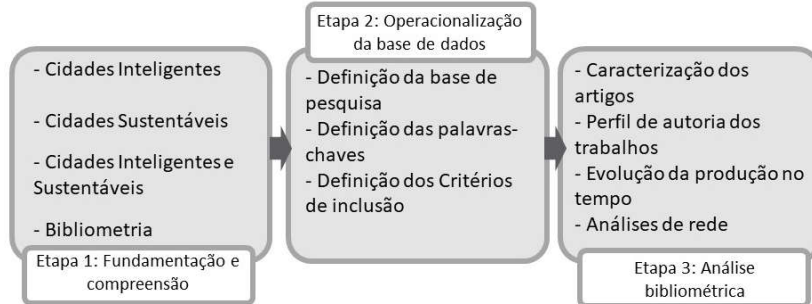 - Cidades Inteligentes
- Cidades Sustentáveis
- Cidades Inteligentes e
Sustentáveis
- Bibliometria
Etapa 1: Fundamentação e
compreensão
Etapa 2: Operacionalização
da base de dados
- Definição da base de
pesquisa
- Definição das palavras-
chaves
- Definição dos Critérios
de inclusão
- Caracterização dos
artigos
- Perfil de autoria dos
trabalhos
- Evolução da produção no
tempo
- Análises de rede
Etapa 3: Análise
bibliométrica